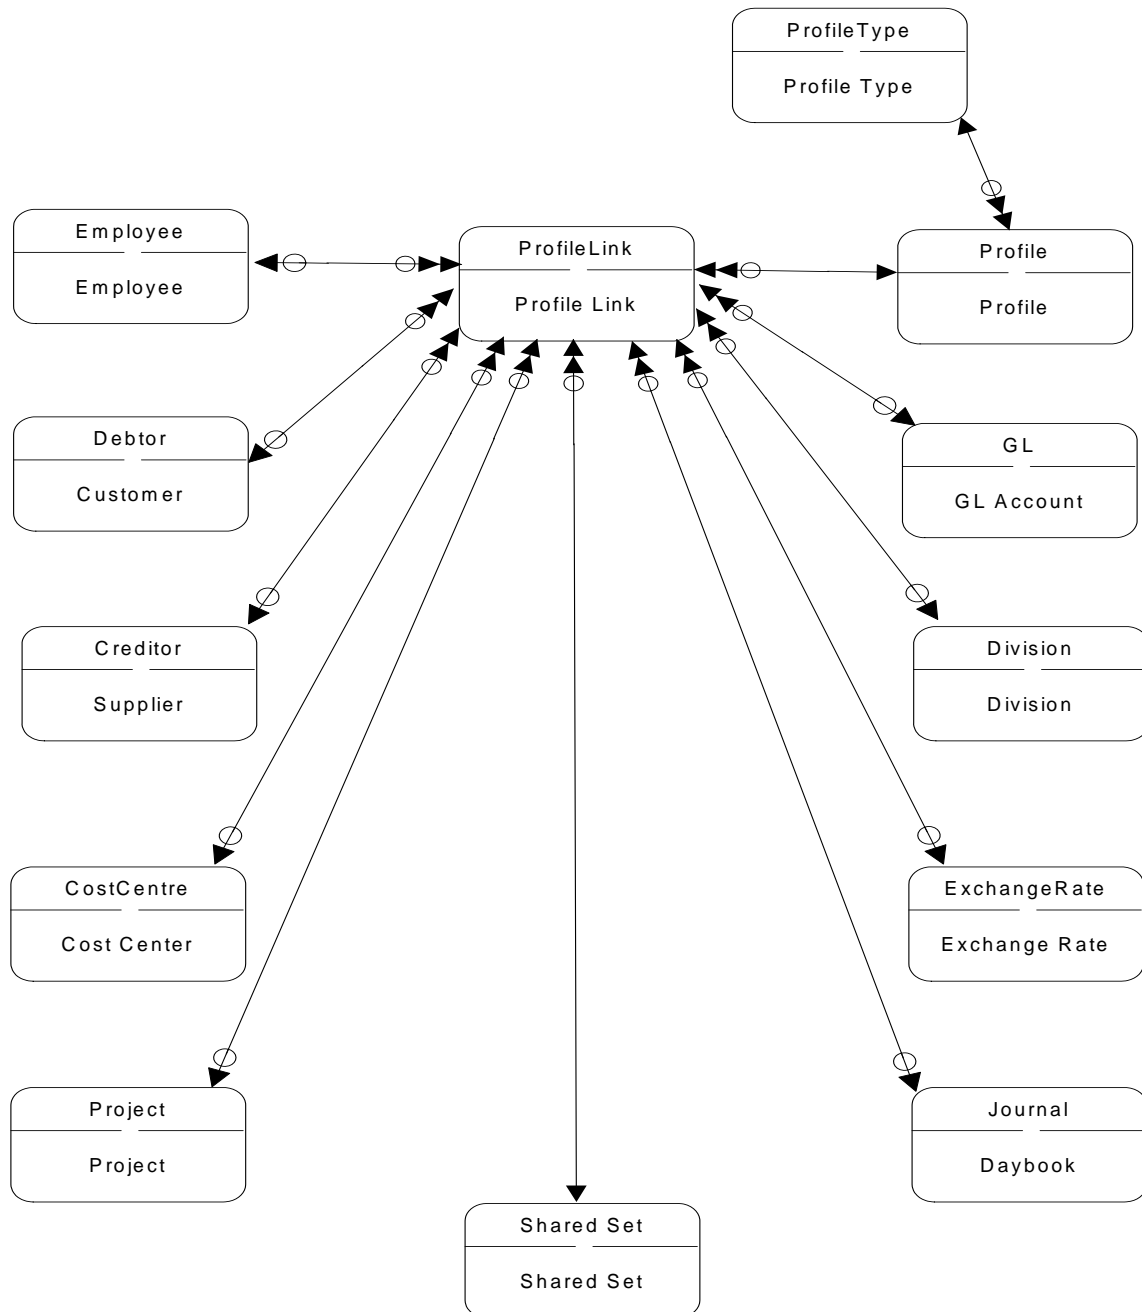 ProfileType
Profile Type
Employee
Employee
ProfileLink
Profile Link
Profile
Profile
Debtor
Customer
GL
GL Account
Creditor
Supplier
Division
Division
CostCentre
Cost Center
ExchangeRate
Exchange Rate
Project
Project
Journal
Daybook
Shared Set
Shared Set